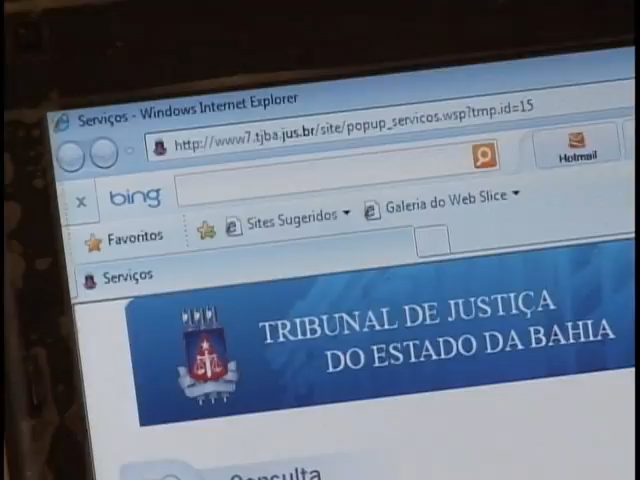 Serviços - Windows Internet Explorer
http://www7.tjba.jus.br/site/popup_servicos.wsp?tmp.id=15
x bing Hotmail
Favoritos Sites Sugeridos Galeria do Web Slice
Serviços
TRIBUNAL DE JUSTIÇA
DO ESTADO DA BAHIA
Consulta